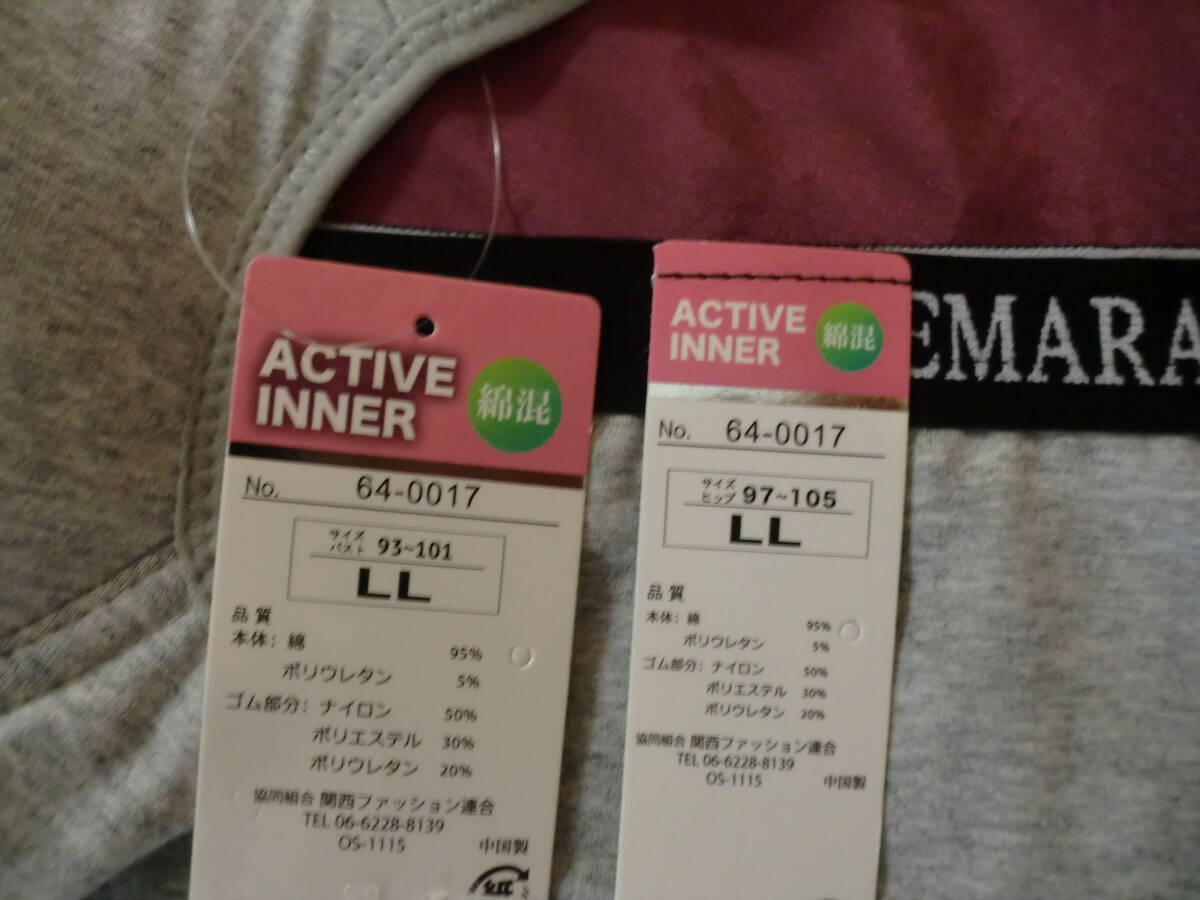 ACTIVE
INNER
綿混
No. 64-0017
サイズ
バスト 93~101
LL
品質
本体: 綿 95%
ポリウレタン 5%
ゴム部分: ナイロン 50%
ポリエステル 30%
ポリウレタン 20%
協同組合 関西ファッション連合
TEL 06-6228-8139
OS-1115 中国製
紙
ACTIVE
INNER
綿混
No. 64-0017
サイズ
ヒップ 97~105
LL
品質
本体: 綿 95%
ポリウレタン 5%
ゴム部分: ナイロン 50%
ポリエステル 30%
ポリウレタン 20%
協同組合 関西ファッション連合
TEL 06-6228-8139
OS-1115 中国製
EMARA